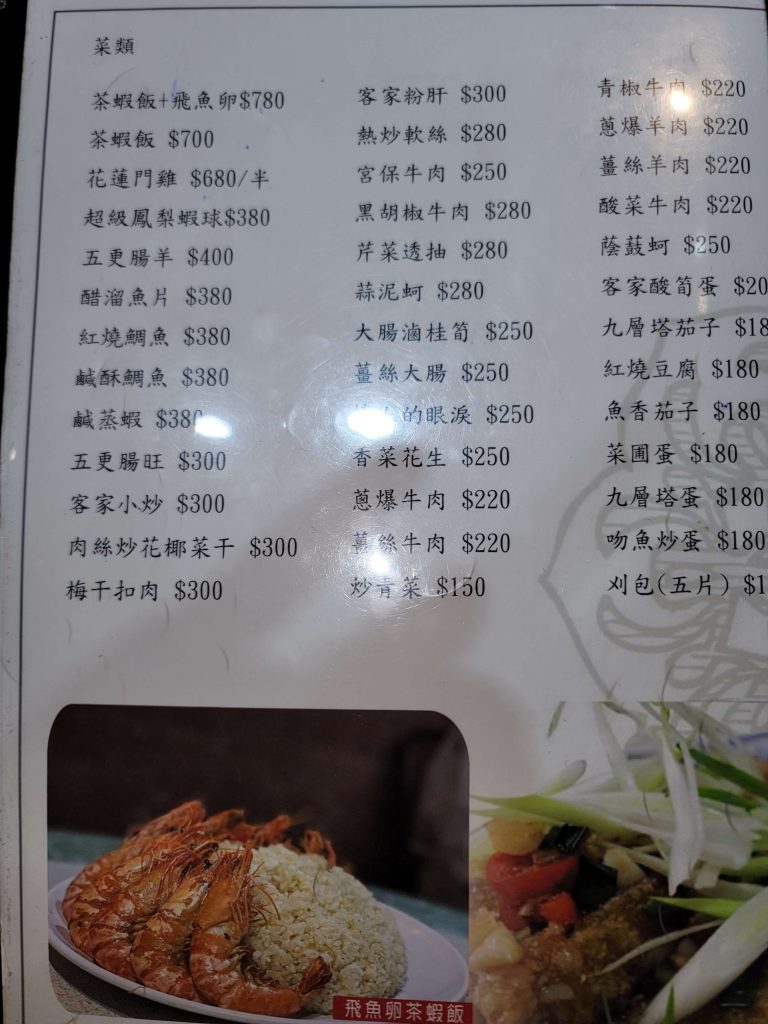 菜類
茶蝦飯+飛魚卵$780
茶蝦飯 $700
花蓮門雞 $680/半
超級鳳梨蝦球$380
五更腸羊 $400
醋溜魚片 $380
紅燒鯛魚 $380
鹹酥鯛魚 $380
鹹蒸蝦 $380
五更腸旺 $300
客家小炒 $300
肉絲炒花椰菜干 $300
梅干扣肉 $300
客家粉肝 $300
熱炒軟絲 $280
宮保牛肉 $250
黑胡椒牛肉 $280
芹菜透抽 $280
蒜泥蚵 $280
大腸滷桂筍 $250
薑絲大腸 $250
的眼淚 $250
香菜花生 $250
蔥爆牛肉 $220
薑絲牛肉 $220
炒青菜 $150
青椒牛肉 $220
蔥爆羊肉 $220
薑絲羊肉 $220
酸菜牛肉 $220
蔭鼓蚵 $250
客家酸筍蛋 $20
九層塔茄子 $18
紅燒豆腐 $180
魚香茄子 $180
菜圃蛋 $180
九層塔蛋 $180
吻魚炒蛋 $180
刈包(五片) $1
飛魚卵茶蝦飯